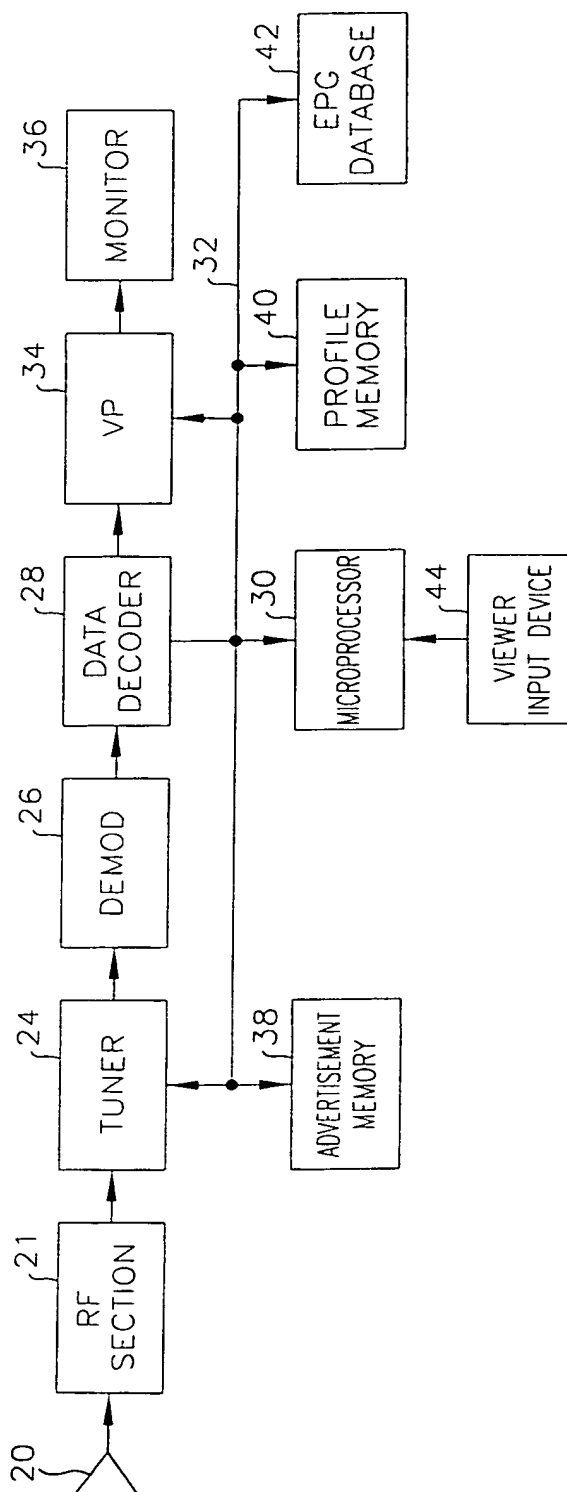 20
21
RF
SECTION
24
TUNER
26
DEMOD
28
DATA
DECODER
34
VP
36
MONITOR
32
38
ADVERTISEMENT
MEMORY
30
MICROPROCESSOR
40
PROFILE
MEMORY
42
EPG
DATABASE
44
VIEWER
INPUT DEVICE